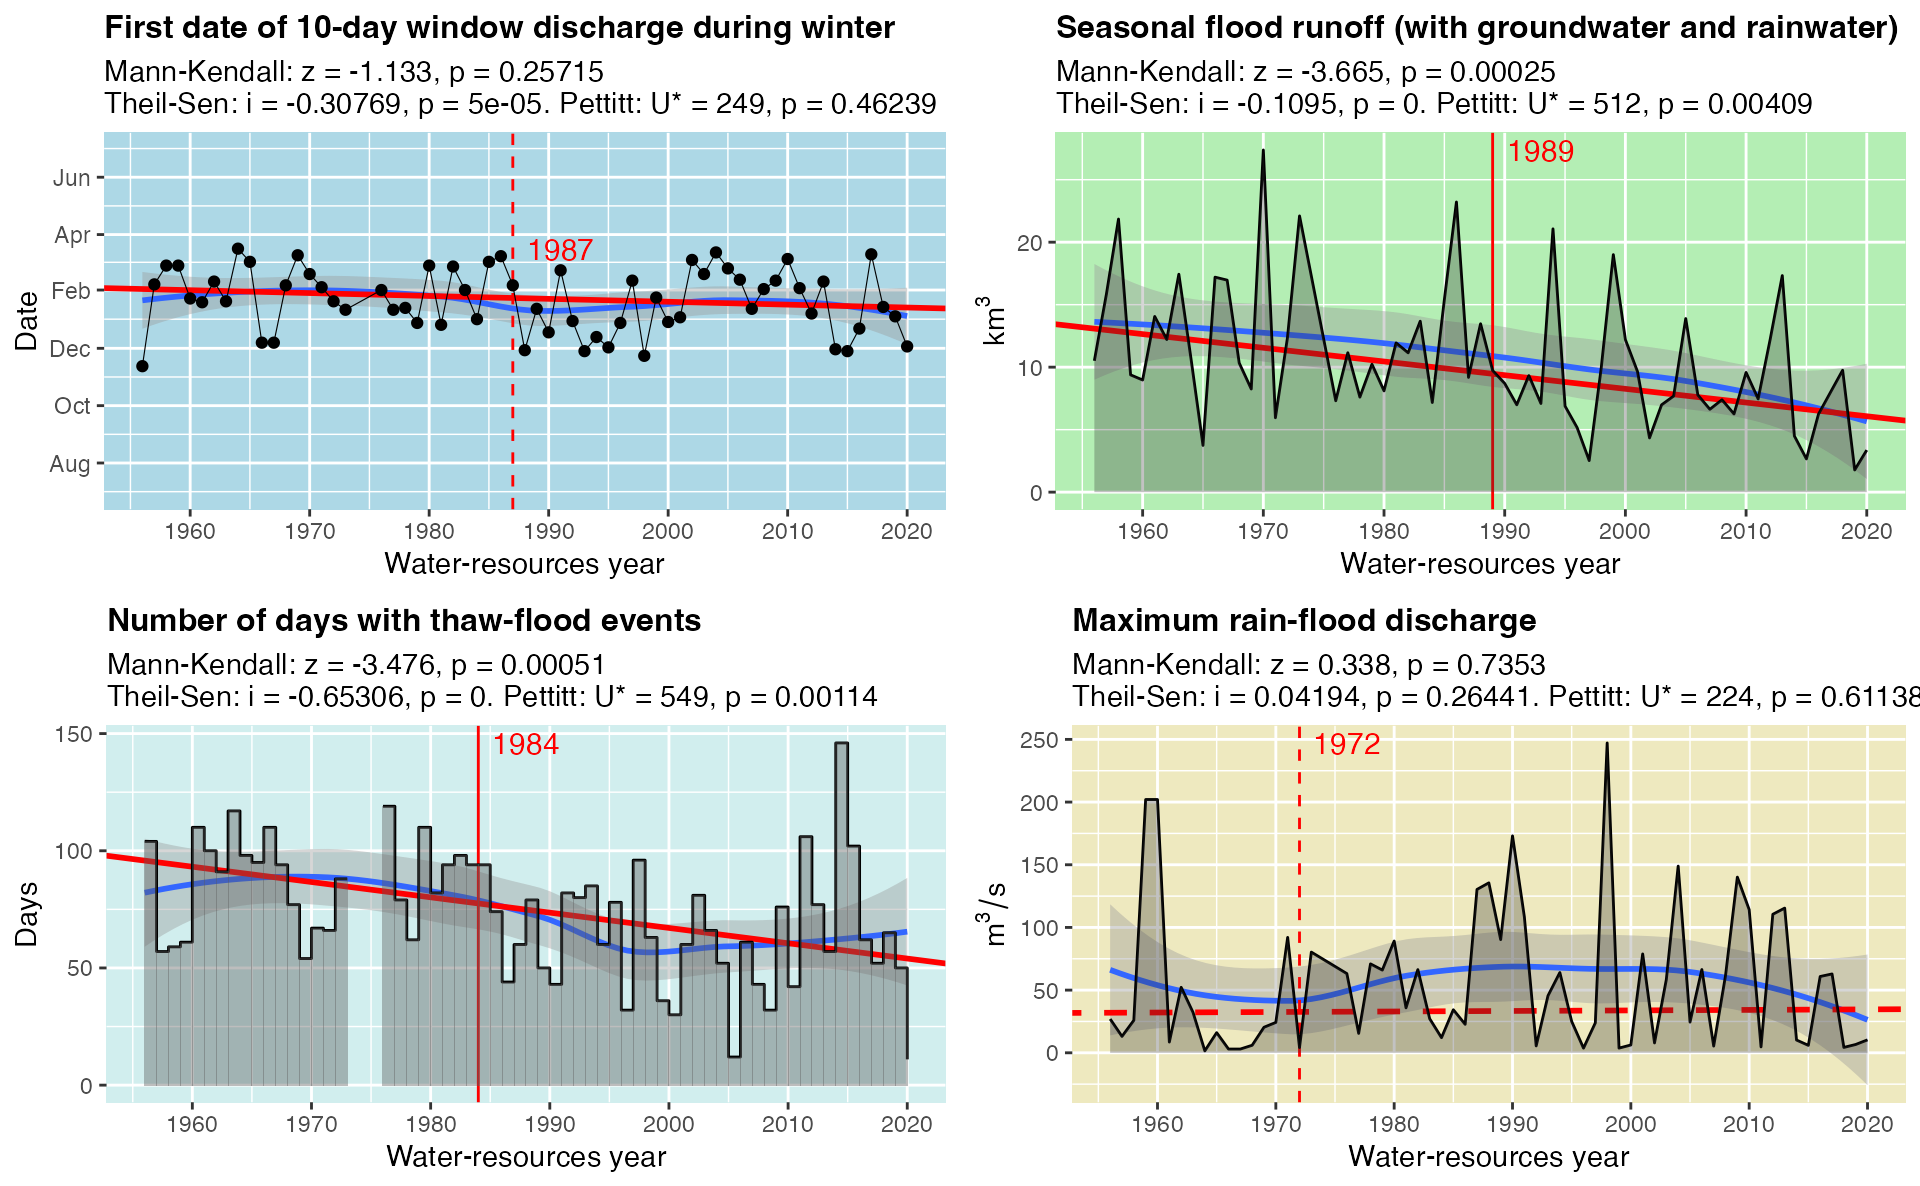 First date of 10-day window discharge during winter
Mann-Kendall: z = -1.133, p = 0.25715
Theil-Sen: i = -0.30769, p = 5e-05. Pettitt: U* = 249, p = 0.46239
1987
Jun
Apr
Feb
Dec
Oct
Aug
Date
1960 1970 1980 1990 2000 2010 2020
Water-resources year
Seasonal flood runoff (with groundwater and rainwater)
Mann-Kendall: z = -3.665, p = 0.00025
Theil-Sen: i = -0.1095, p = 0. Pettitt: U* = 512, p = 0.00409
1989
20
10
0
km³
1960 1970 1980 1990 2000 2010 2020
Water-resources year
Number of days with thaw-flood events
Mann-Kendall: z = -3.476, p = 0.00051
Theil-Sen: i = -0.65306, p = 0. Pettitt: U* = 549, p = 0.00114
1984
150
100
50
0
Days
1960 1970 1980 1990 2000 2010 2020
Water-resources year
Maximum rain-flood discharge
Mann-Kendall: z = 0.338, p = 0.7353
Theil-Sen: i = 0.04194, p = 0.26441. Pettitt: U* = 224, p = 0.61138
1972
250
200
150
100
50
0
m³/s
1960 1970 1980 1990 2000 2010 2020
Water-resources year